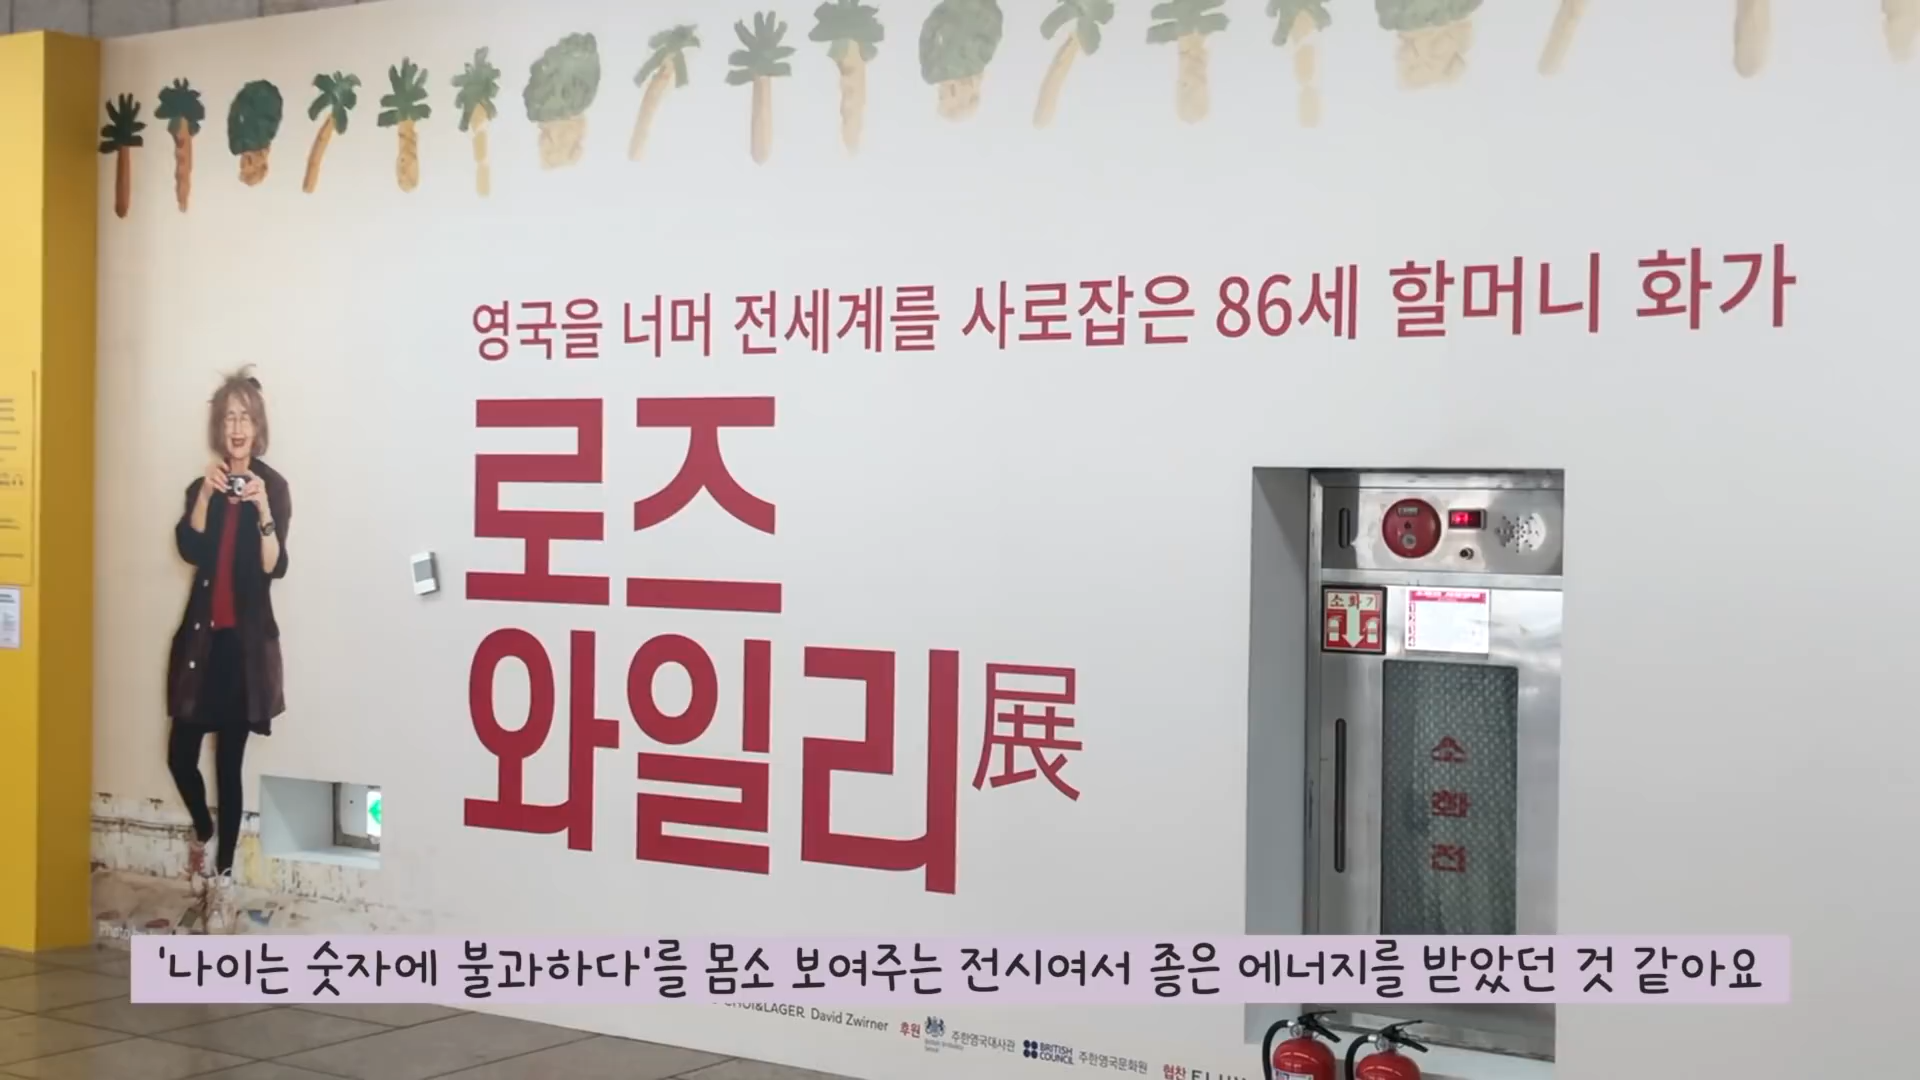 영국을 너머 전세계를 사로잡은 86세 할머니 화가
로즈
와일리展
소화기
소화전
Photo
'나이는 숫자에 불과하다'를 몸소 보여주는 전시여서 좋은 에너지를 받았던 것 같아요
CHOI&LAGER, David Zwirner 후원 주한영국대사관 BRITISH COUNCIL 주한영국문화원 협찬